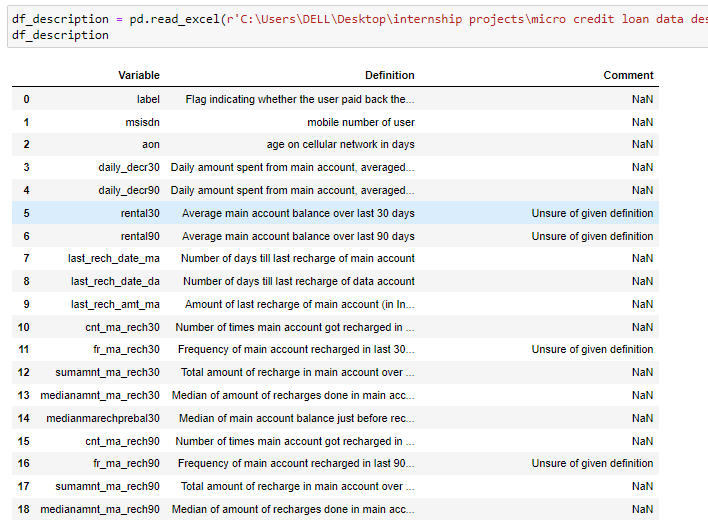 df_description = pd.read_excel(r'C:\Users\DELL\Desktop\internship projects\micro credit loan data des
df_description
Variable Definition Comment
0 label Flag indicating whether the user paid back the... NaN
1 msisdn mobile number of user NaN
2 aon age on cellular network in days NaN
3 daily_decr30 Daily amount spent from main account, averaged... NaN
4 daily_decr90 Daily amount spent from main account, averaged... NaN
5 rental30 Average main account balance over last 30 days Unsure of given definition
6 rental90 Average main account balance over last 90 days Unsure of given definition
7 last_rech_date_ma Number of days till last recharge of main account NaN
8 last_rech_date_da Number of days till last recharge of data account NaN
9 last_rech_amt_ma Amount of last recharge of main account (in In... NaN
10 cnt_ma_rech30 Number of times main account got recharged in ... NaN
11 fr_ma_rech30 Frequency of main account recharged in last 30... Unsure of given definition
12 sumamnt_ma_rech30 Total amount of recharge in main account over ... NaN
13 medianamnt_ma_rech30 Median of amount of recharges done in main acc... NaN
14 medianmarechprebal30 Median of main account balance just before rec... NaN
15 cnt_ma_rech90 Number of times main account got recharged in ... NaN
16 fr_ma_rech90 Frequency of main account recharged in last 90... Unsure of given definition
17 sumamnt_ma_rech90 Total amount of recharge in main account over ... NaN
18 medianamnt_ma_rech90 Median of amount of recharges done in main acc... NaN